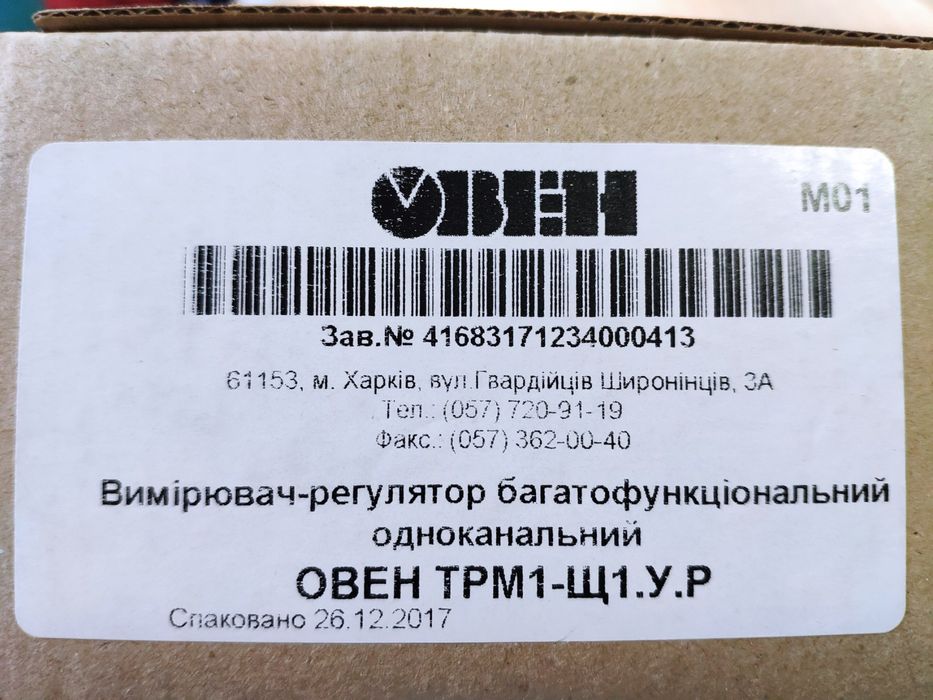 ОВЕН
М01
Зав.№ 41683171234000413
61153, м. Харків, вул.Гвардійців Широнінців, 3А
Тел.: (057) 720-91-19
Факс.: (057) 362-00-40
Вимірювач-регулятор багатофункціональний
одноканальний
ОВЕН ТРМ1-Щ1.У.Р
Спаковано 26.12.2017